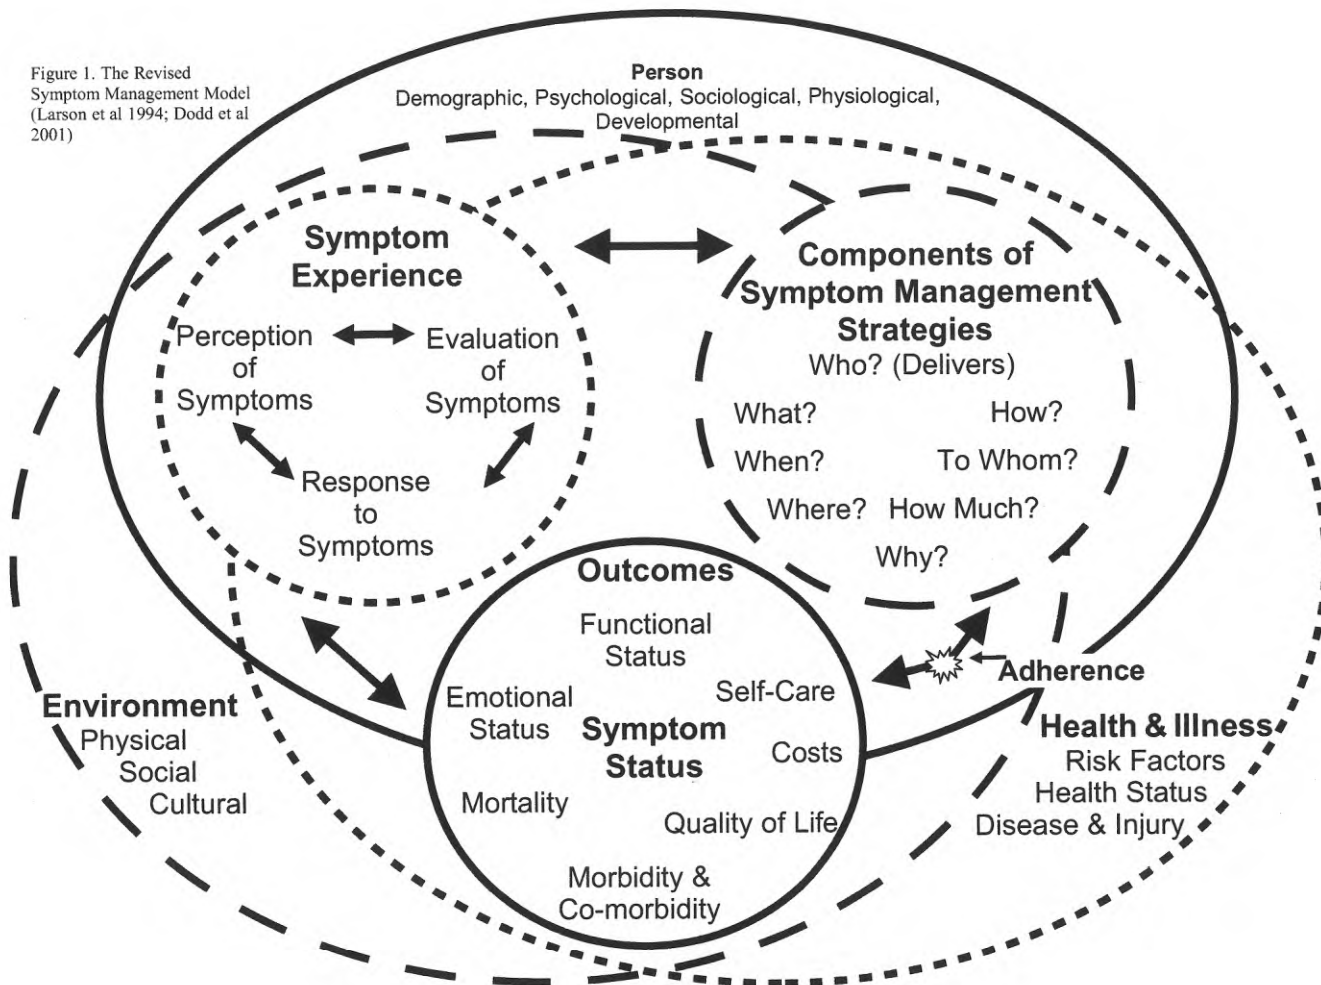 Figure 1. The Revised
Symptom Management Model
(Larson et al 1994; Dodd et al
2001)
Person
Demographic, Psychological, Sociological, Physiological,
Developmental
Symptom
Experience
Perception
of
Symptoms
Evaluation
of
Symptoms
Response
to
Symptoms
Components of
Symptom Management
Strategies
Who? (Delivers)
What?
How?
When?
To Whom?
Where?
How Much?
Why?
Outcomes
Functional
Status
Emotional
Status
Self-Care
Symptom
Status
Costs
Mortality
Quality of Life
Morbidity &
Co-morbidity
Adherence
Environment
Physical
Social
Cultural
Health & Illness
Risk Factors
Health Status
Disease & Injury